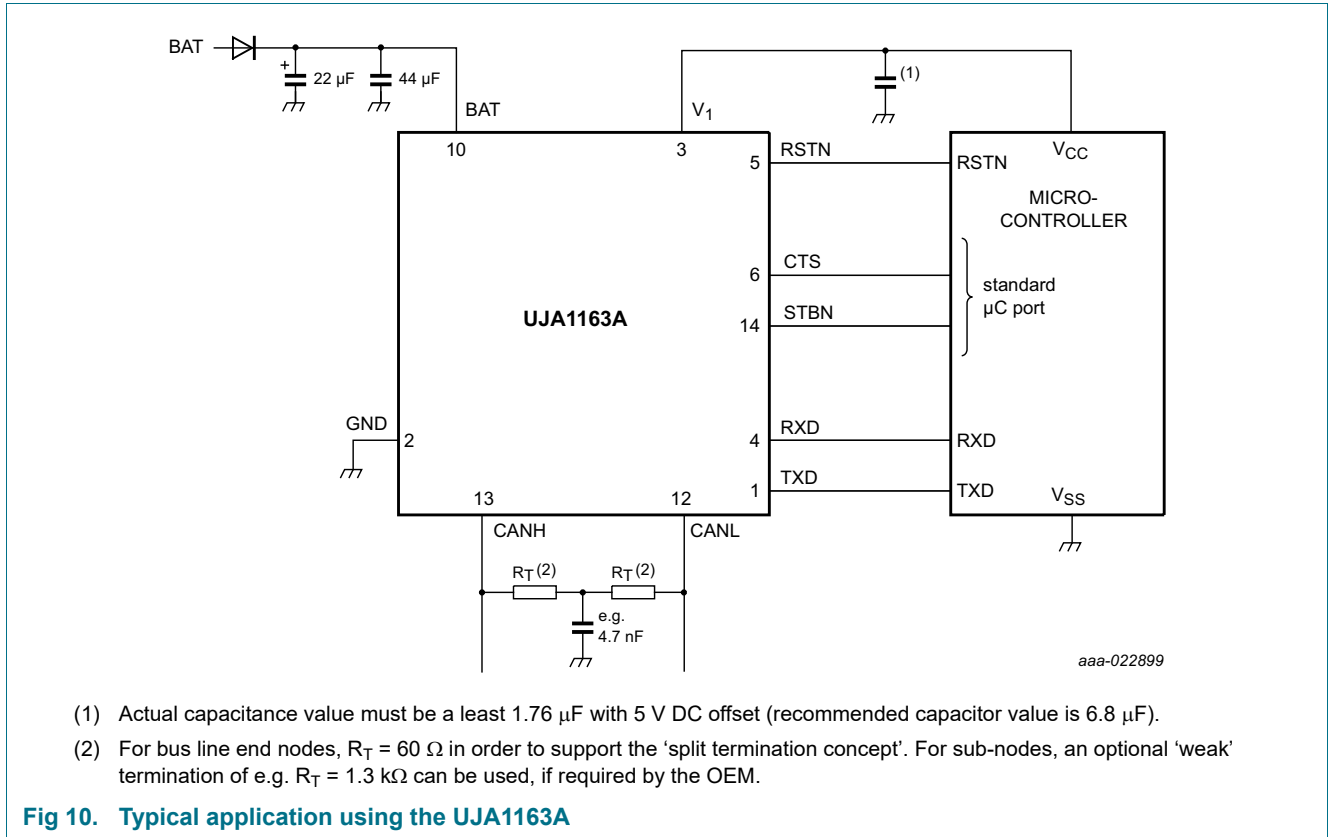 BAT
+
22 µF
44 µF
(1)
BAT
V1
10
3
VCC
5
RSTN
RSTN
MICRO-
CONTROLLER
6
CTS
standard
µC port
UJA1163A
14
STBN
GND
2
4
RXD
RXD
1
TXD
TXD
13
12
VSS
CANH
CANL
RT(2)
RT(2)
e.g.
4.7 nF
aaa-022899
(1) Actual capacitance value must be a least 1.76 µF with 5 V DC offset (recommended capacitor value is 6.8 µF).
(2) For bus line end nodes, RT = 60 Ω in order to support the ‘split termination concept’. For sub-nodes, an optional ‘weak’
termination of e.g. RT = 1.3 kΩ can be used, if required by the OEM.
Fig 10. Typical application using the UJA1163A